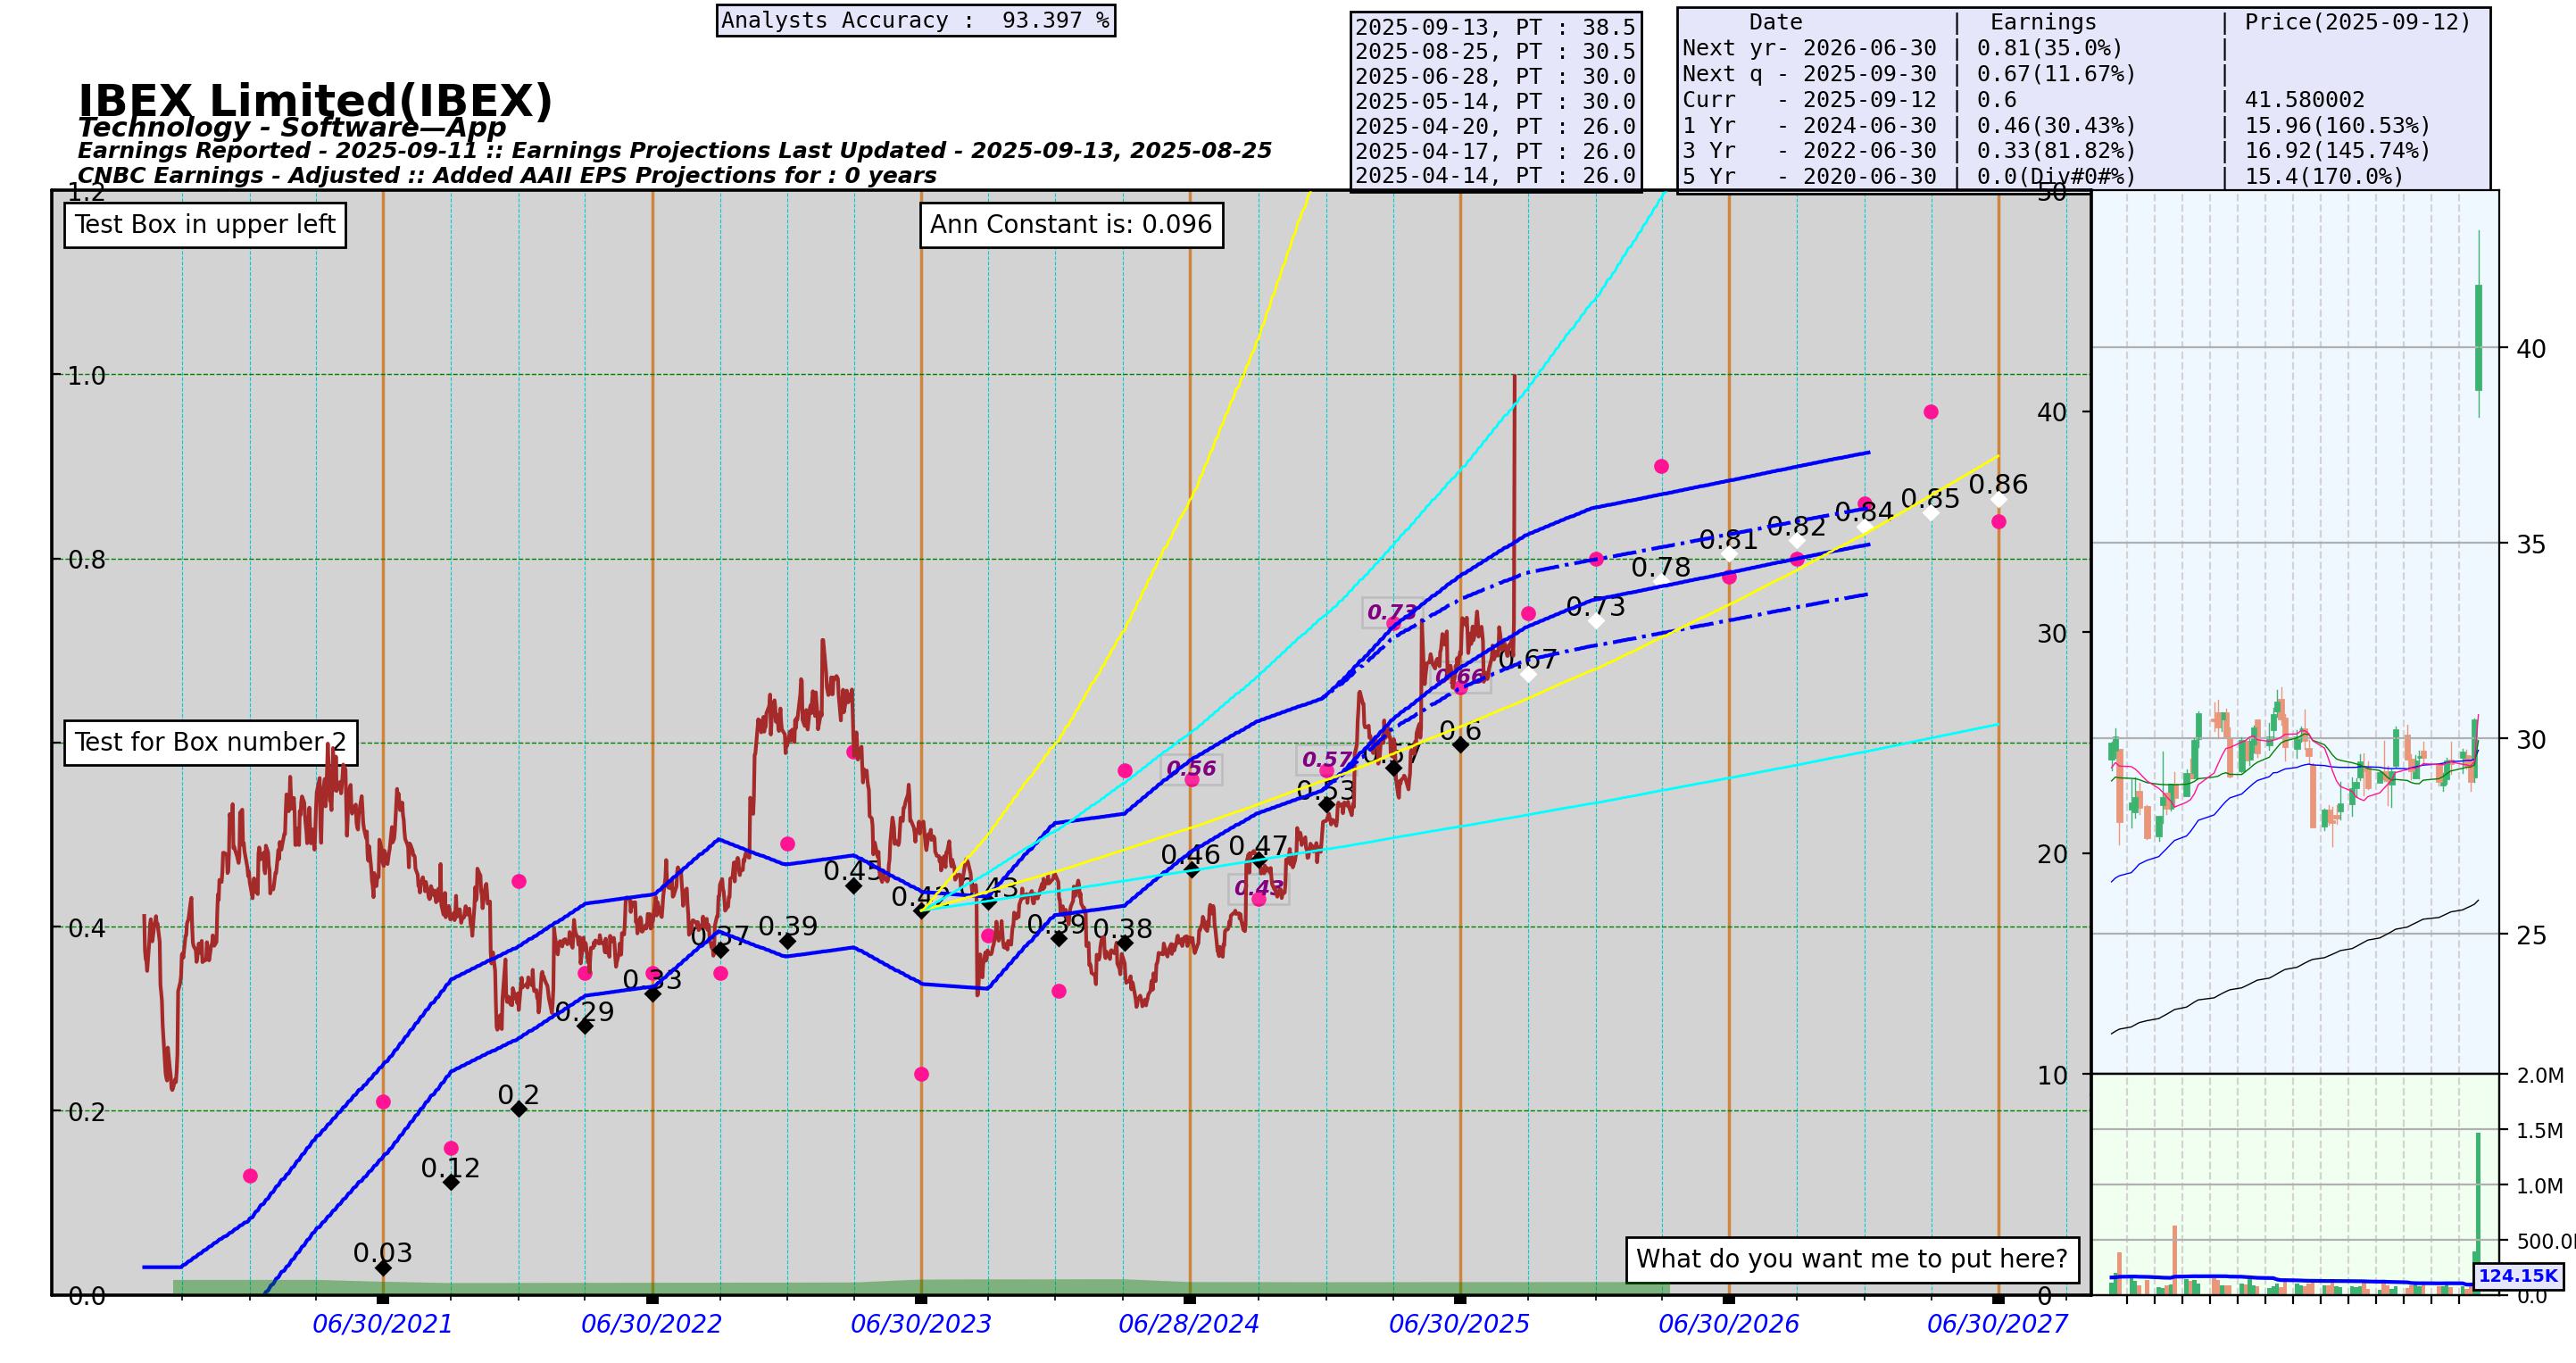 Analysts Accuracy :  93.397 %
2025-09-13, PT : 38.5
2025-08-25, PT : 30.5
2025-06-28, PT : 30.0
2025-05-14, PT : 30.0
2025-04-20, PT : 26.0
2025-04-17, PT : 26.0
2025-04-14, PT : 26.0
Date | Earnings | Price(2025-09-12)
Next yr- 2026-06-30 | 0.81(35.0%) |
Next q - 2025-09-30 | 0.67(11.67%) |
Curr - 2025-09-12 | 0.6 | 41.580002
1 Yr - 2024-06-30 | 0.46(30.43%) | 15.96(160.53%)
3 Yr - 2022-06-30 | 0.33(81.82%) | 16.92(145.74%)
5 Yr - 2020-06-30 | 0.0(Div#0#%) | 15.4(170.0%)
IBEX Limited(IBEX)
Technology - Software—App
Earnings Reported - 2025-09-11 :: Earnings Projections Last Updated - 2025-09-13, 2025-08-25
CNBC Earnings - Adjusted :: Added AAII EPS Projections for : 0 years
Test Box in upper left
Ann Constant is: 0.096
Test for Box number 2
What do you want me to put here?
1.2
1.0
0.8
0.4
0.2
0.0
0.03
0.12
0.2
0.29
0.33
0.37
0.39
0.45
0.43
0.39
0.38
0.46
0.47
0.53
0.6
0.67
0.73
0.78
0.81
0.82
0.84
0.85
0.86
0.56
0.43
0.57
0.73
0.66
50
40
30
20
10
0
40
35
30
25
2.0M
1.5M
1.0M
500.0
0.0
124.15K
06/30/2021
06/30/2022
06/30/2023
06/28/2024
06/30/2025
06/30/2026
06/30/2027